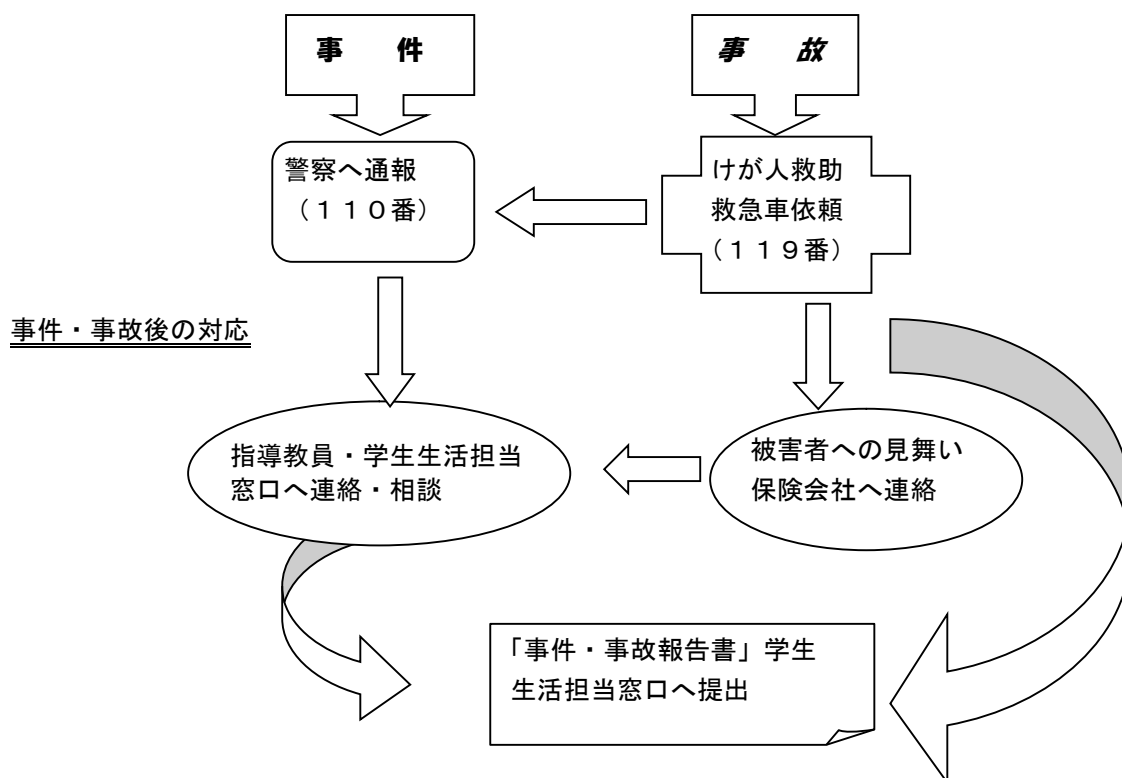 事　件
事　故
警察へ通報
（１１０番）
けが人救助
救急車依頼
（１１９番）
事件・事故後の対応
指導教員・学生生活担当
窓口へ連絡・相談
被害者への見舞い
保険会社へ連絡
「事件・事故報告書」学生
生活担当窓口へ提出